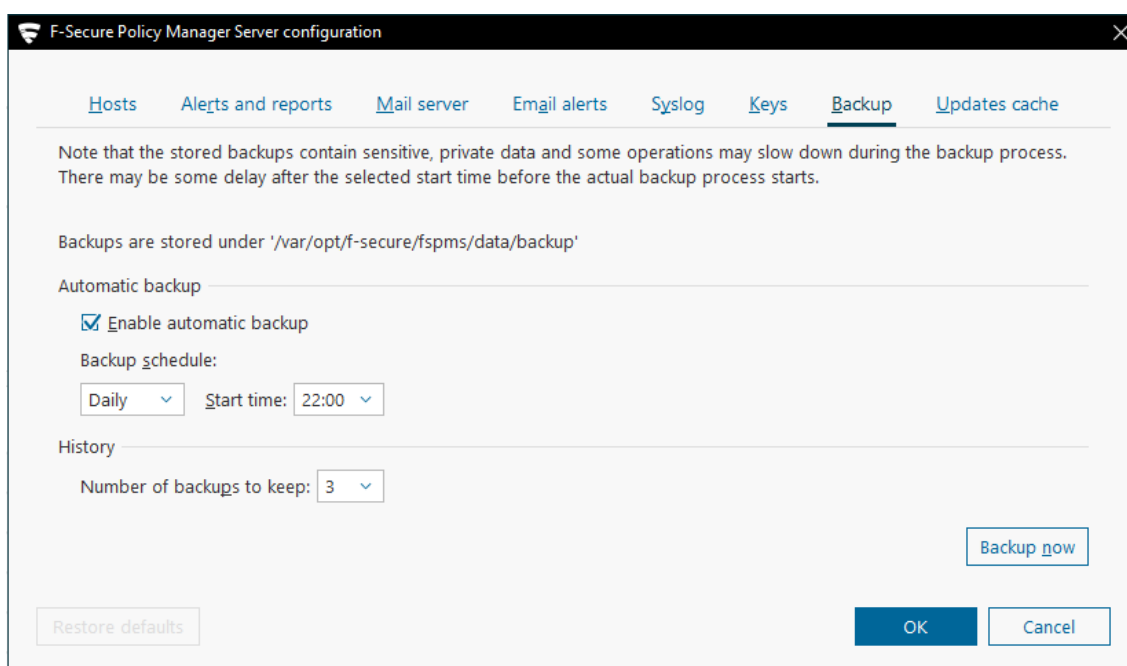 F-Secure Policy Manager Server configuration
Hosts Alerts and reports Mail server Email alerts Syslog Keys Backup Updates cache
Note that the stored backups contain sensitive, private data and some operations may slow down during the backup process.
There may be some delay after the selected start time before the actual backup process starts.
Backups are stored under '/var/opt/f-secure/fspms/data/backup'
Automatic backup
Enable automatic backup
Backup schedule:
Daily Start time: 22:00
History
Number of backups to keep: 3
Backup now
Restore defaults OK Cancel